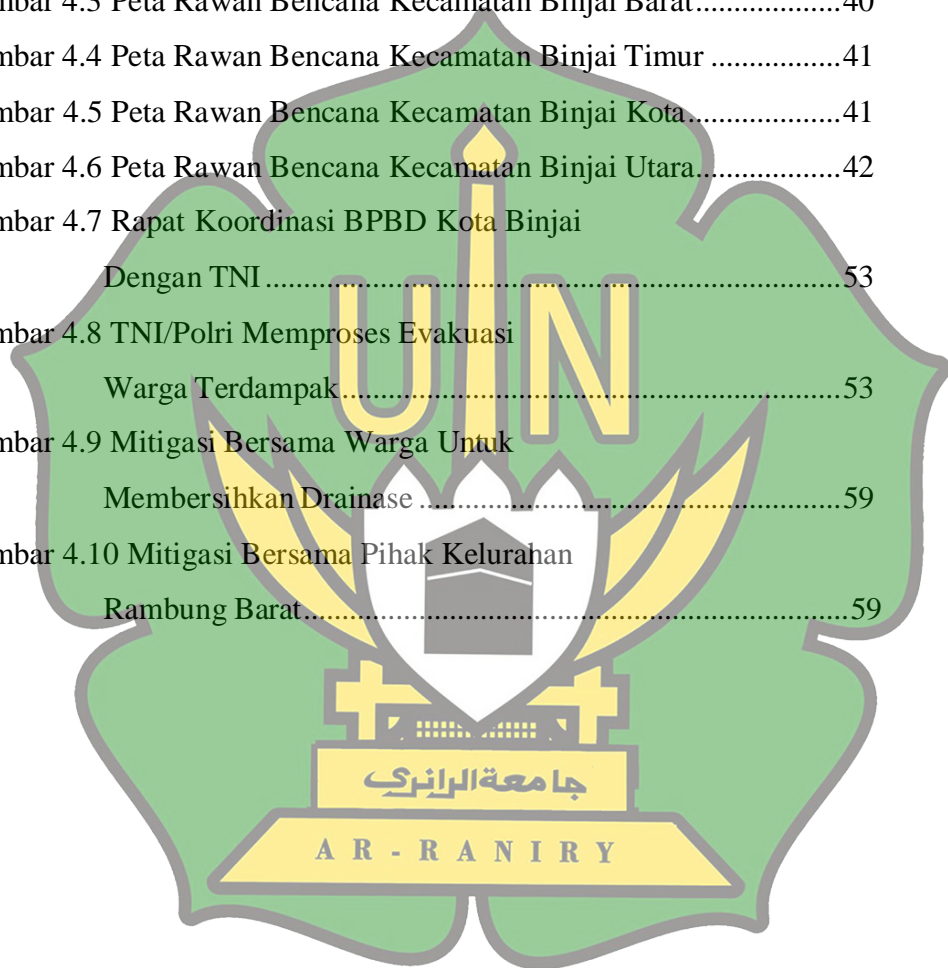 mbar 4.3 Peta Rawan Bencana Kecamatan Binjai Barat..................40
mbar 4.4 Peta Rawan Bencana Kecamatan Binjai Timur .................41
mbar 4.5 Peta Rawan Bencana Kecamatan Binjai Kota...................41
mbar 4.6 Peta Rawan Bencana Kecamatan Binjai Utara..................42
mbar 4.7 Rapat Koordinasi BPBD Kota Binjai
Dengan TNI ........................................................................53
mbar 4.8 TNI/Polri Memproses Evakuasi
Warga Terdampak..............................................................53
mbar 4.9 Mitigasi Bersama Warga Untuk
Membersihkan Drainase ....................................................59
mbar 4.10 Mitigasi Bersama Pihak Kelurahan
Rambung Barat....................................................................59
UIN
جامعة الرانري
AR-RANIRY